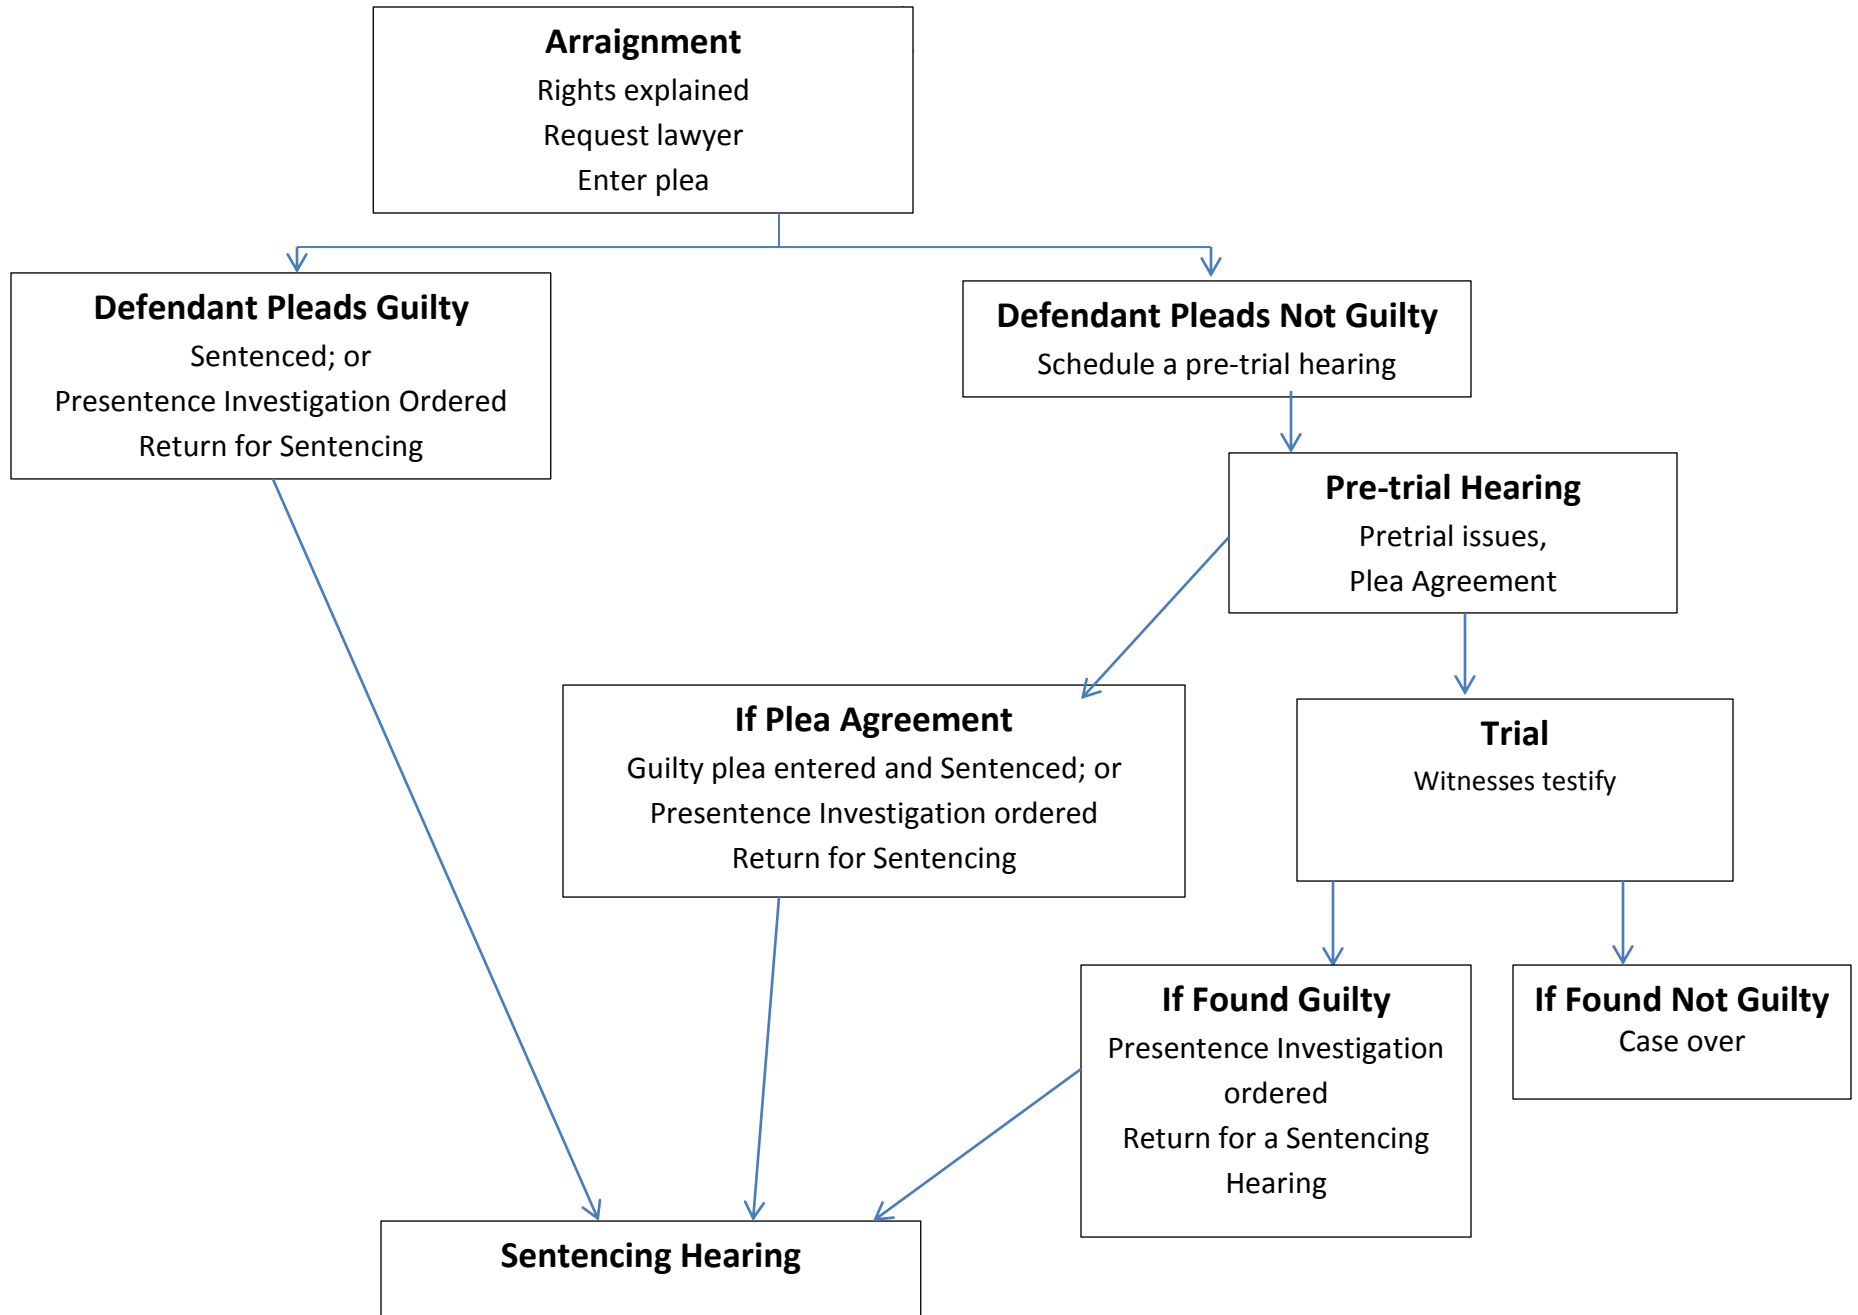 Arraignment
Rights explained
Request lawyer
Enter plea
Defendant Pleads Guilty
Sentenced; or
Presentence Investigation Ordered
Return for Sentencing
Defendant Pleads Not Guilty
Schedule a pre-trial hearing
Pre-trial Hearing
Pretrial issues,
Plea Agreement
If Plea Agreement
Guilty plea entered and Sentenced; or
Presentence Investigation ordered
Return for Sentencing
Trial
Witnesses testify
If Found Guilty
Presentence Investigation
ordered
Return for a Sentencing
Hearing
If Found Not Guilty
Case over
Sentencing Hearing